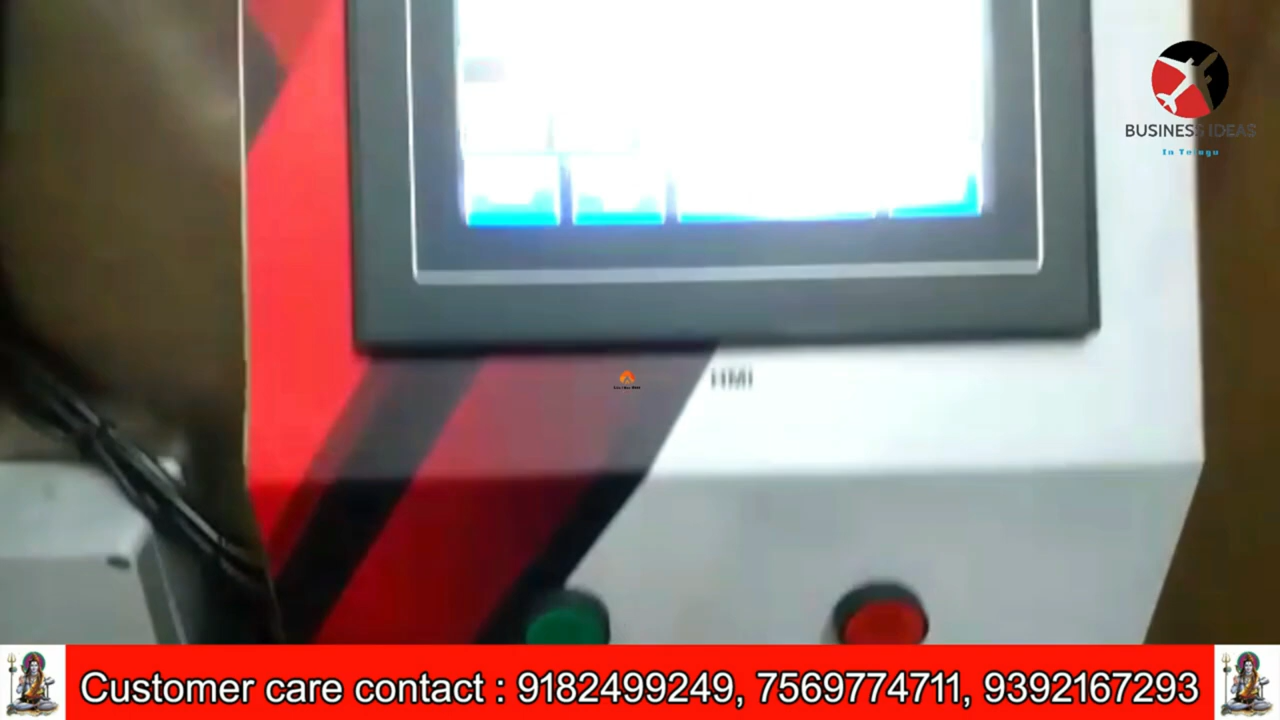 BUSINESS IDEAS
In Telugu
HMI
Customer care contact : 9182499249, 7569774711, 9392167293